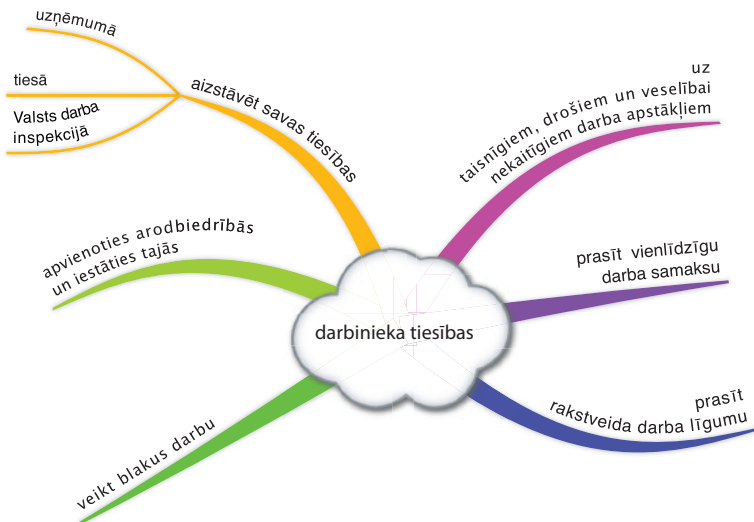 uzņēmumā
tiesā
Valsts darba
inspekcijā
aizstāvēt savas tiesības
uz
taisnīgiem, drošiem un veselībai
nekaitīgiem darba apstākļiem
apvienoties arodbiedrībās
un iestāties tajās
prasīt vienlīdzīgu
darba samaksu
darbinieka tiesības
prasīt
rakstveida darba līgumu
veikt blakus darbu